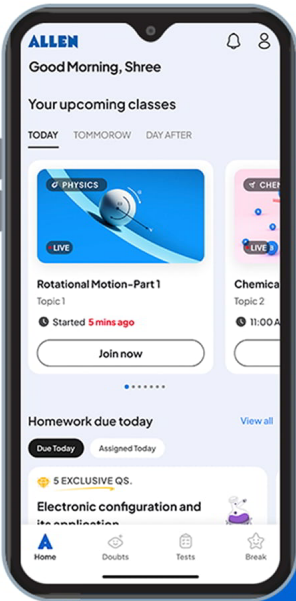 ALLEN
Good Morning, Shree
Your upcoming classes
TODAY TOMMOROW DAY AFTER
PHYSICS
LIVE
Rotational Motion-Part 1
Topic 1
Started 5 mins ago
Join now
CHEM
LIVE
Chemica
Topic 2
11:00 A
Homework due today View all
Due Today Assigned Today
5 EXCLUSIVE QS.
Electronic configuration and
its application
Home Doubts Tests Break